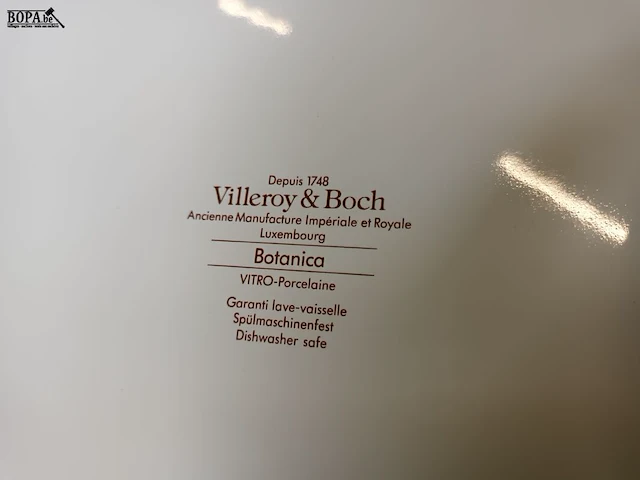 BOPA.be
Depuis 1748
Villeroy & Boch
Ancienne Manufacture Impériale et Royale
Luxembourg
Botanica
VITRO-Porcelaine
Garanti lave-vaisselle
Spülmaschinenfest
Dishwasher safe